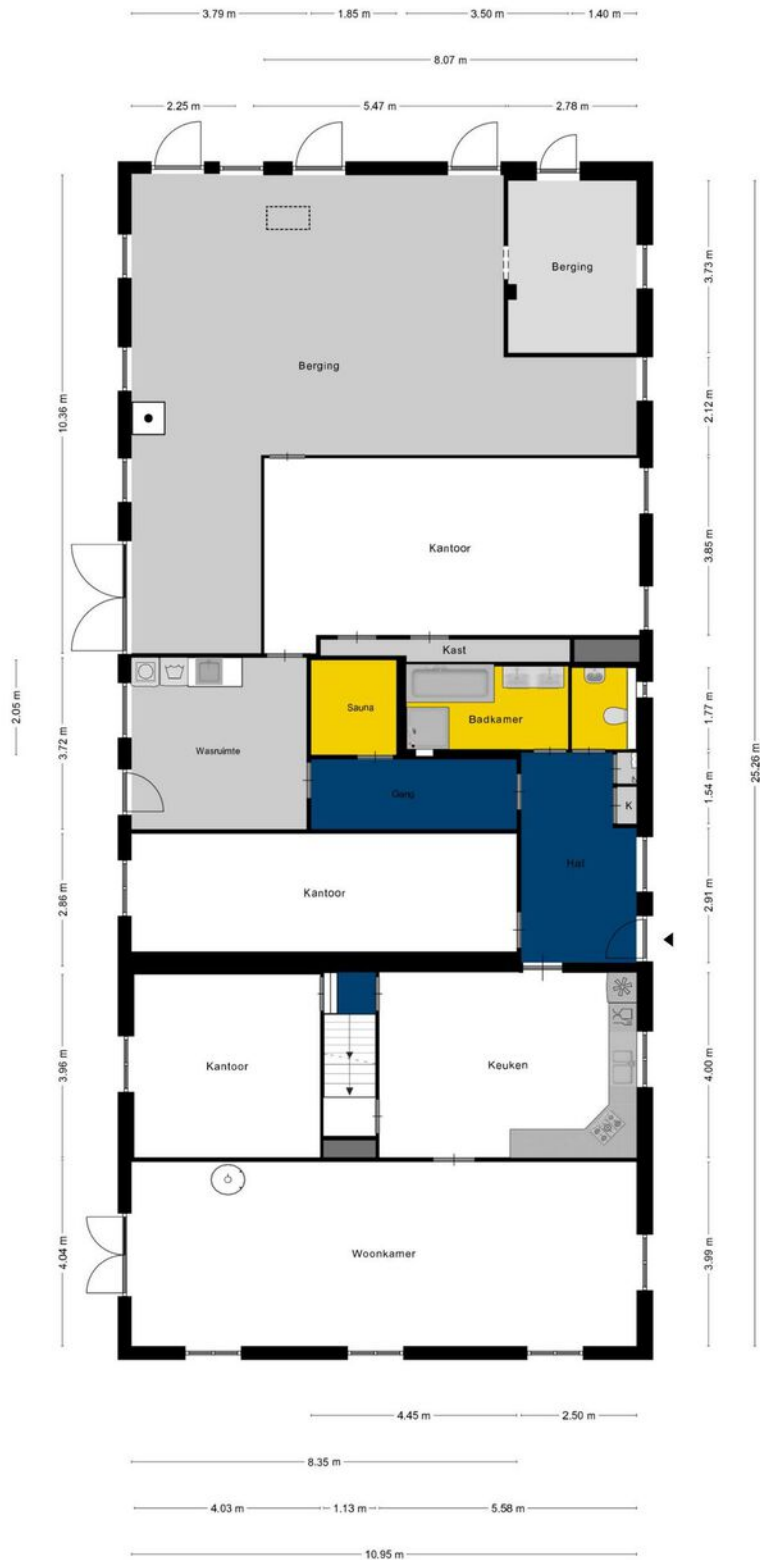 3.79 m 1.85 m 3.50 m 1.40 m
8.07 m
2.25 m 5.47 m 2.78 m
Berging
3.73 m
Berging
2.12 m
10.36 m
25.26 m
Kantoor
3.85 m
Kast
2.05 m
Sauna
Badkamer
1.77 m
3.72 m
Wasruimte
Gang
1.54 m
K
Hal
Kantoor
2.86 m
2.91 m
Kantoor
Keuken
3.96 m
4.00 m
Woonkamer
4.04 m
3.99 m
4.45 m 2.50 m
8.35 m
4.03 m 1.13 m 5.58 m
10.95 m